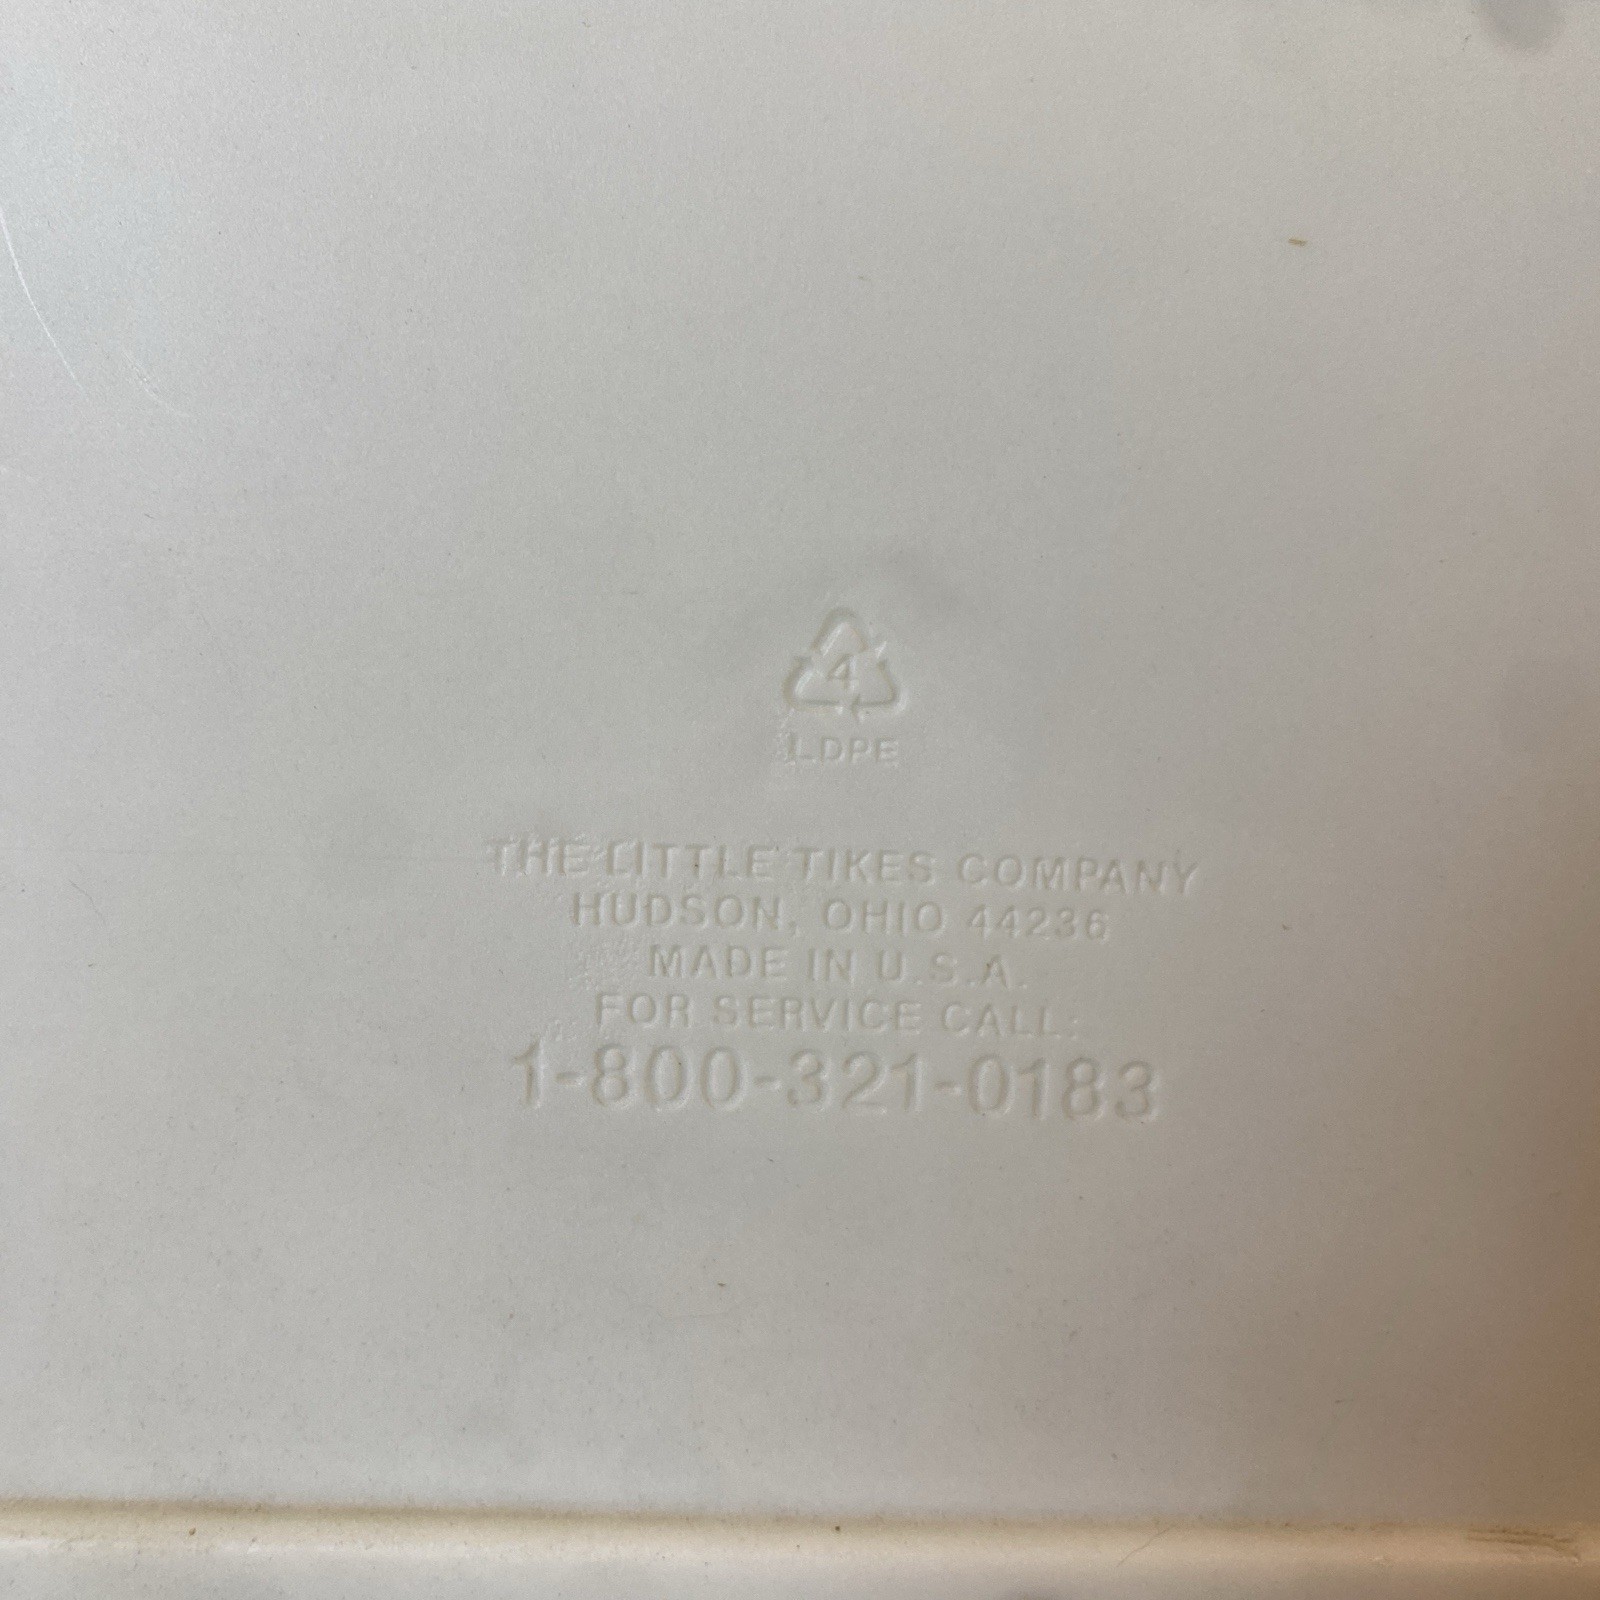 4
LDPE
THE LITTLE TIKES COMPANY
HUDSON, OHIO 44236
MADE IN U.S.A.
FOR SERVICE CALL:
1-800-321-0183